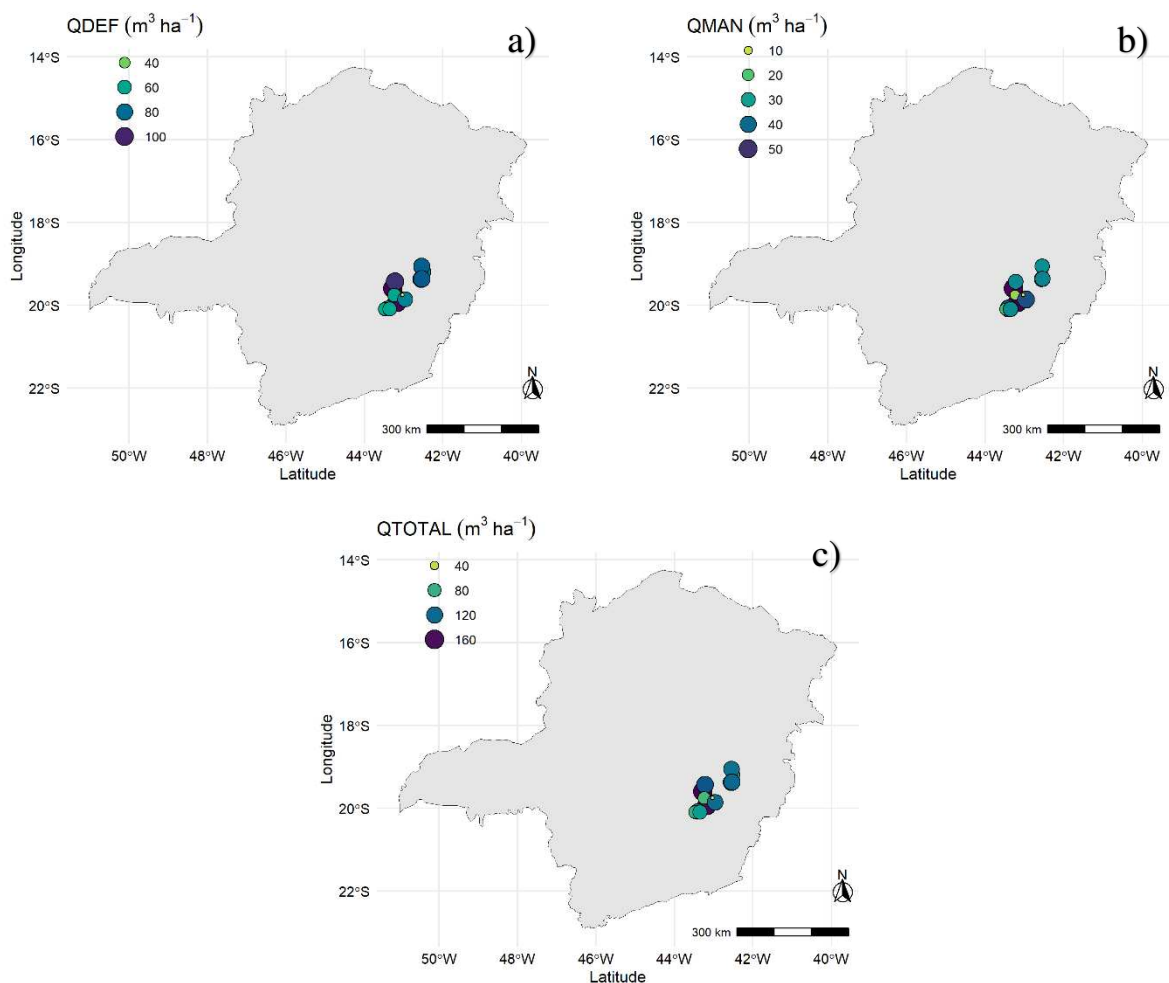 QDEF (m³ ha⁻¹)
a)
40
60
80
100
14°S
16°S
18°S
20°S
22°S
Longitude
N
300 km
50°W 48°W 46°W 44°W 42°W 40°W
Latitude
QMAN (m³ ha⁻¹)
b)
10
20
30
40
50
14°S
16°S
18°S
20°S
22°S
Longitude
N
300 km
50°W 48°W 46°W 44°W 42°W 40°W
Latitude
QTOTAL (m³ ha⁻¹)
c)
40
80
120
160
14°S
16°S
18°S
20°S
22°S
Longitude
N
300 km
50°W 48°W 46°W 44°W 42°W 40°W
Latitude